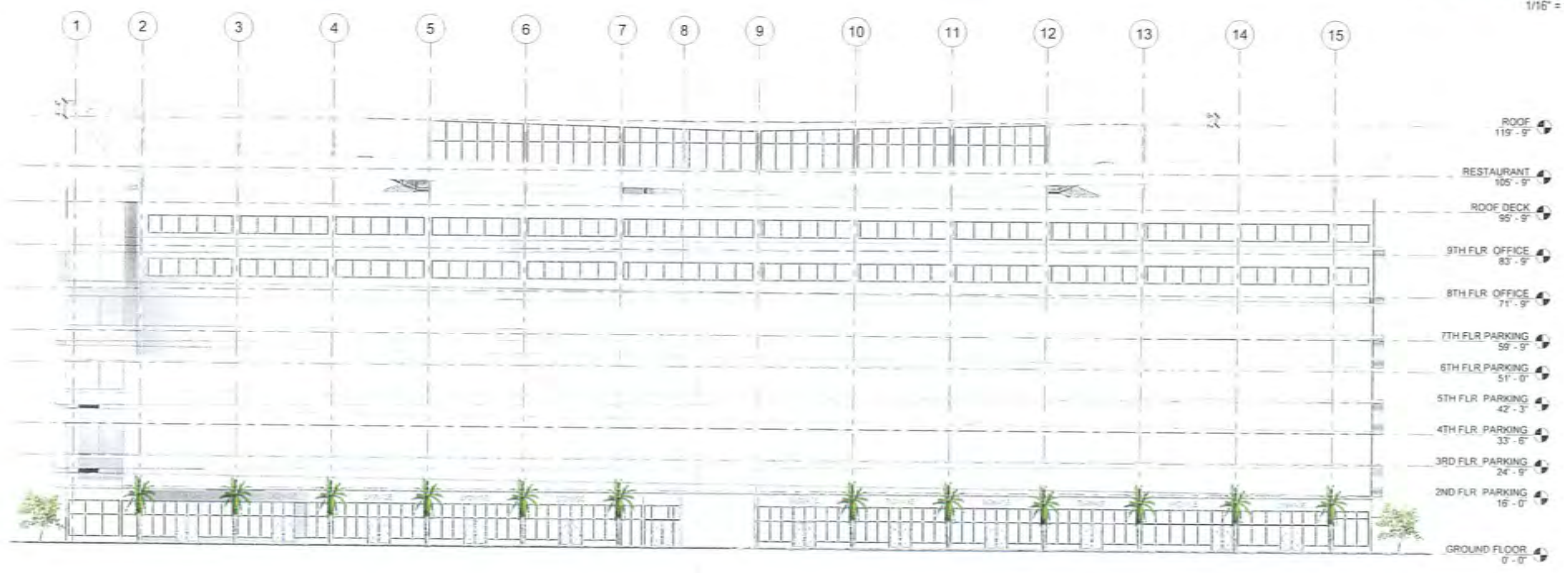 1/16" =
1 2 3 4 5 6 7 8 9 10 11 12 13 14 15
ROOF
119' - 9"
RESTAURANT
105' - 9"
ROOF DECK
95' - 9"
9TH FLR OFFICE
83' - 9"
8TH FLR OFFICE
71' - 9"
7TH FLR PARKING
59' - 9"
6TH FLR PARKING
51' - 0"
5TH FLR PARKING
42' - 3"
4TH FLR PARKING
33' - 6"
3RD FLR PARKING
24' - 9"
2ND FLR PARKING
16' - 0"
GROUND FLOOR
0' - 0"